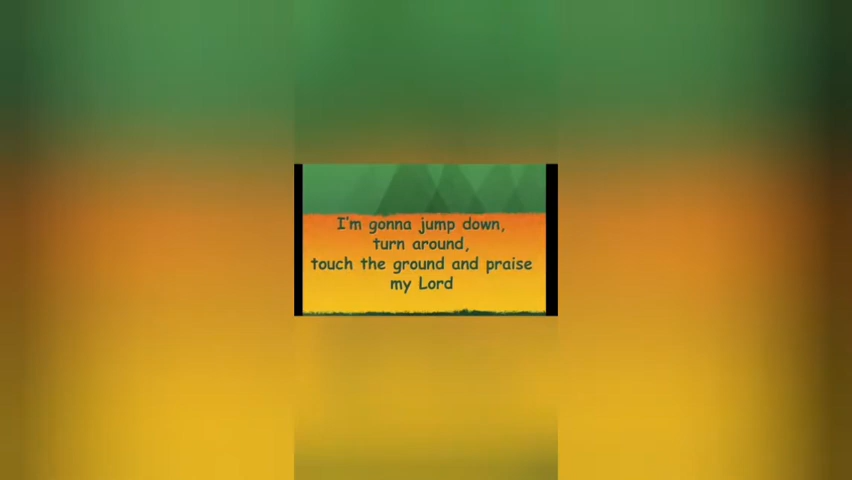 I'm gonna jump down,
turn around,
touch the ground and praise
my Lord